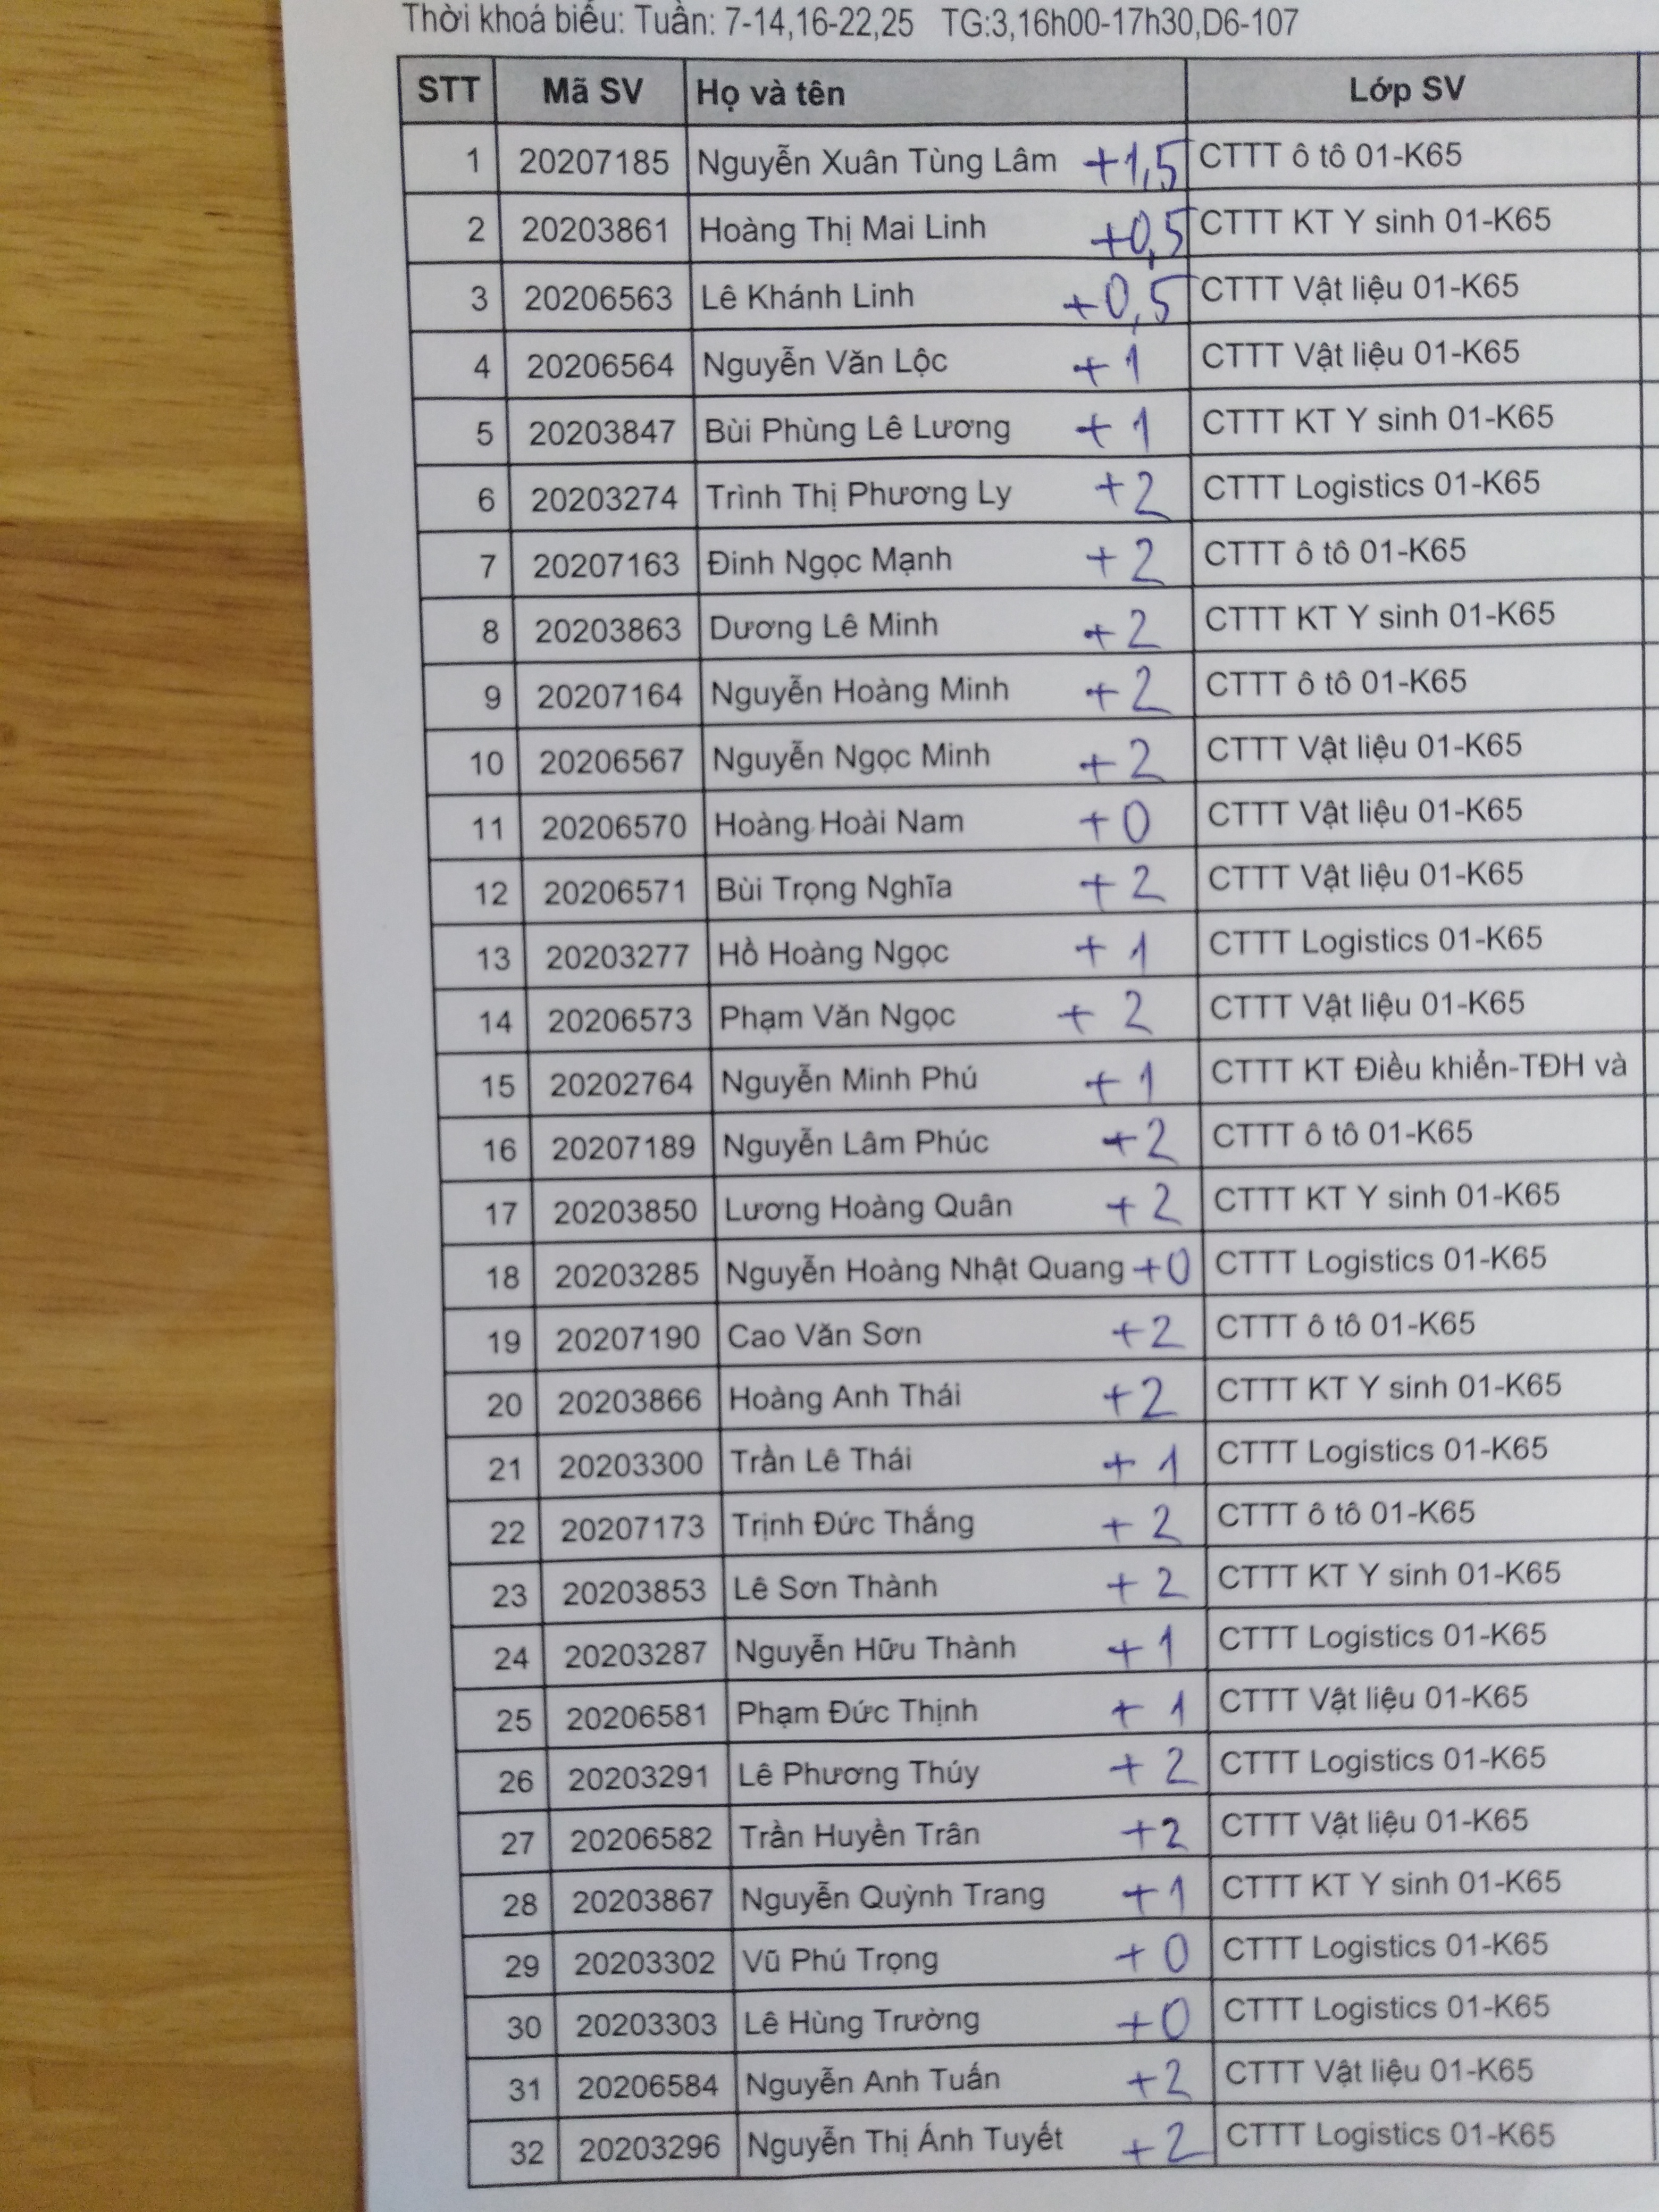 Thời khoá biểu: Tuần: 7-14,16-22,25 TG:3,16h00-17h30,D6-107
STT Mã SV Họ và tên Lớp SV
1 20207185 Nguyễn Xuân Tùng Lâm +1,5 CTTT ô tô 01-K65
2 20203861 Hoàng Thị Mai Linh +0,5 CTTT KT Y sinh 01-K65
3 20206563 Lê Khánh Linh +0,5 CTTT Vật liệu 01-K65
4 20206564 Nguyễn Văn Lộc +1 CTTT Vật liệu 01-K65
5 20203847 Bùi Phùng Lê Lương +1 CTTT KT Y sinh 01-K65
6 20203274 Trình Thị Phương Ly +2 CTTT Logistics 01-K65
7 20207163 Đinh Ngọc Mạnh +2 CTTT ô tô 01-K65
8 20203863 Dương Lê Minh +2 CTTT KT Y sinh 01-K65
9 20207164 Nguyễn Hoàng Minh +2 CTTT ô tô 01-K65
10 20206567 Nguyễn Ngọc Minh +2 CTTT Vật liệu 01-K65
11 20206570 Hoàng Hoài Nam +0 CTTT Vật liệu 01-K65
12 20206571 Bùi Trọng Nghĩa +2 CTTT Vật liệu 01-K65
13 20203277 Hồ Hoàng Ngọc +1 CTTT Logistics 01-K65
14 20206573 Phạm Văn Ngọc +2 CTTT Vật liệu 01-K65
15 20202764 Nguyễn Minh Phú +1 CTTT KT Điều khiển-TĐH và
16 20207189 Nguyễn Lâm Phúc +2 CTTT ô tô 01-K65
17 20203850 Lương Hoàng Quân +2 CTTT KT Y sinh 01-K65
18 20203285 Nguyễn Hoàng Nhật Quang +0 CTTT Logistics 01-K65
19 20207190 Cao Văn Sơn +2 CTTT ô tô 01-K65
20 20203866 Hoàng Anh Thái +2 CTTT KT Y sinh 01-K65
21 20203300 Trần Lê Thái +1 CTTT Logistics 01-K65
22 20207173 Trịnh Đức Thắng +2 CTTT ô tô 01-K65
23 20203853 Lê Sơn Thành +2 CTTT KT Y sinh 01-K65
24 20203287 Nguyễn Hữu Thành +1 CTTT Logistics 01-K65
25 20206581 Phạm Đức Thịnh +1 CTTT Vật liệu 01-K65
26 20203291 Lê Phương Thúy +2 CTTT Logistics 01-K65
27 20206582 Trần Huyền Trân +2 CTTT Vật liệu 01-K65
28 20203867 Nguyễn Quỳnh Trang +1 CTTT KT Y sinh 01-K65
29 20203302 Vũ Phú Trọng +0 CTTT Logistics 01-K65
30 20203303 Lê Hùng Trường +0 CTTT Logistics 01-K65
31 20206584 Nguyễn Anh Tuấn +2 CTTT Vật liệu 01-K65
32 20203296 Nguyễn Thị Ánh Tuyết +2 CTTT Logistics 01-K65